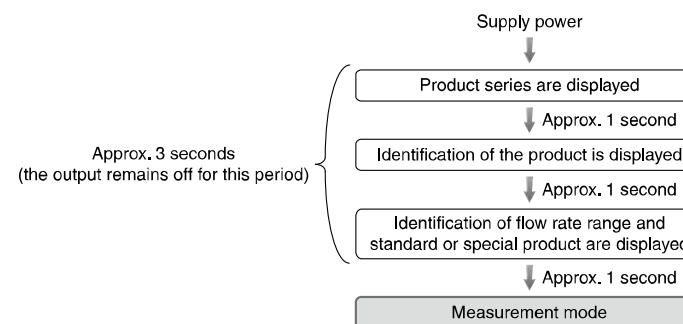 Supply power
Product series are displayed
Approx. 1 second
Approx. 3 seconds
(the output remains off for this period)
Identification of the product is displayed
Approx. 1 second
Identification of flow rate range and
standard or special product are displayed
Approx. 1 second
Measurement mode